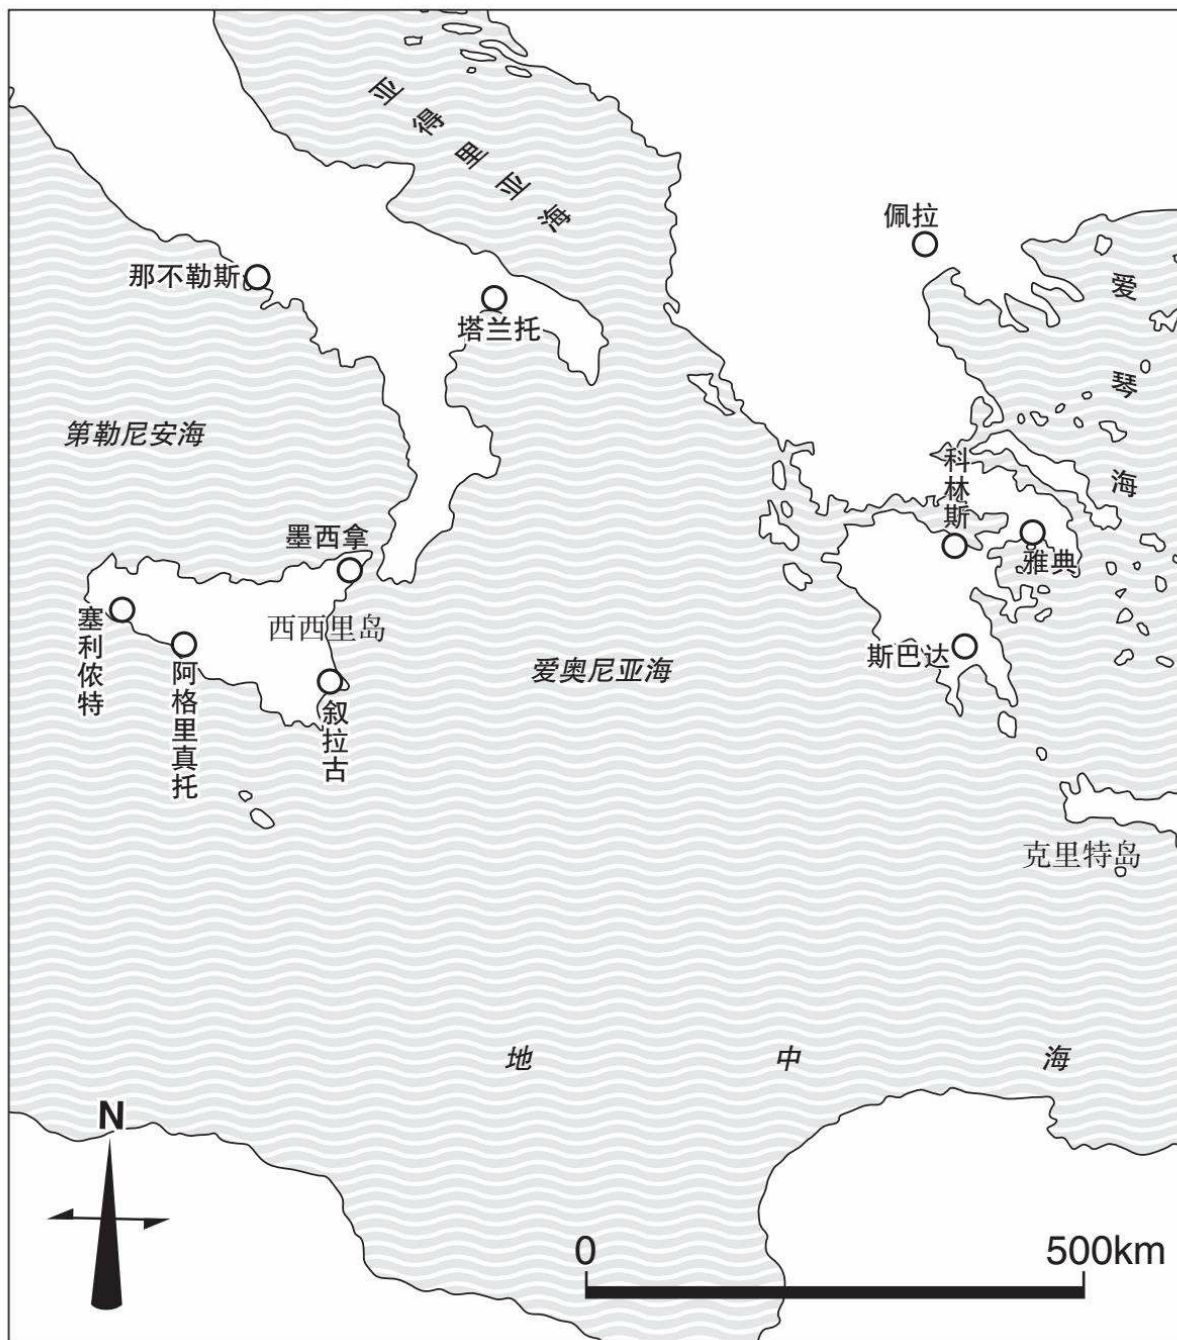 亚得里亚海
佩拉
那不勒斯
爱琴海
塔兰托
第勒尼安海
科林斯
墨西拿
雅典
塞利侬特
西西里岛
阿格里真托
斯巴达
爱奥尼亚海
叙拉古
克里特岛
地中海
N
0 500km